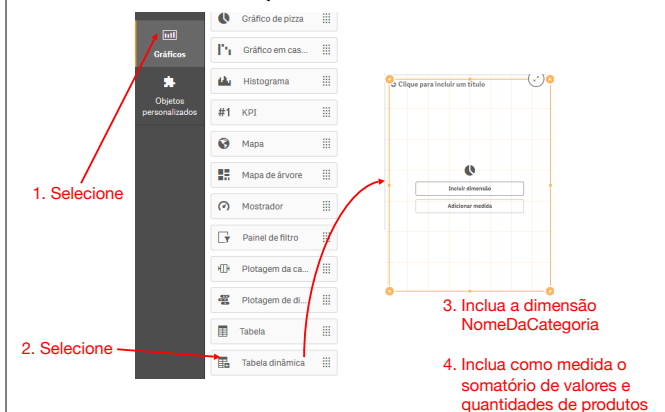 Gráfico de pizza
Gráficos
Gráfico em cas...
Histograma
Objetos
personalizados
#1 KPI
Mapa
Mapa de árvore
Mostrador
Painel de filtro
Plotagem da ca...
Plotagem de di...
Tabela
Tabela dinâmica
1. Selecione
2. Selecione
Clique para incluir um título
Incluir dimensão
Adicionar medida
3. Inclua a dimensão
NomeDaCategoria
4. Inclua como medida o
somatório de valores e
quantidades de produtos